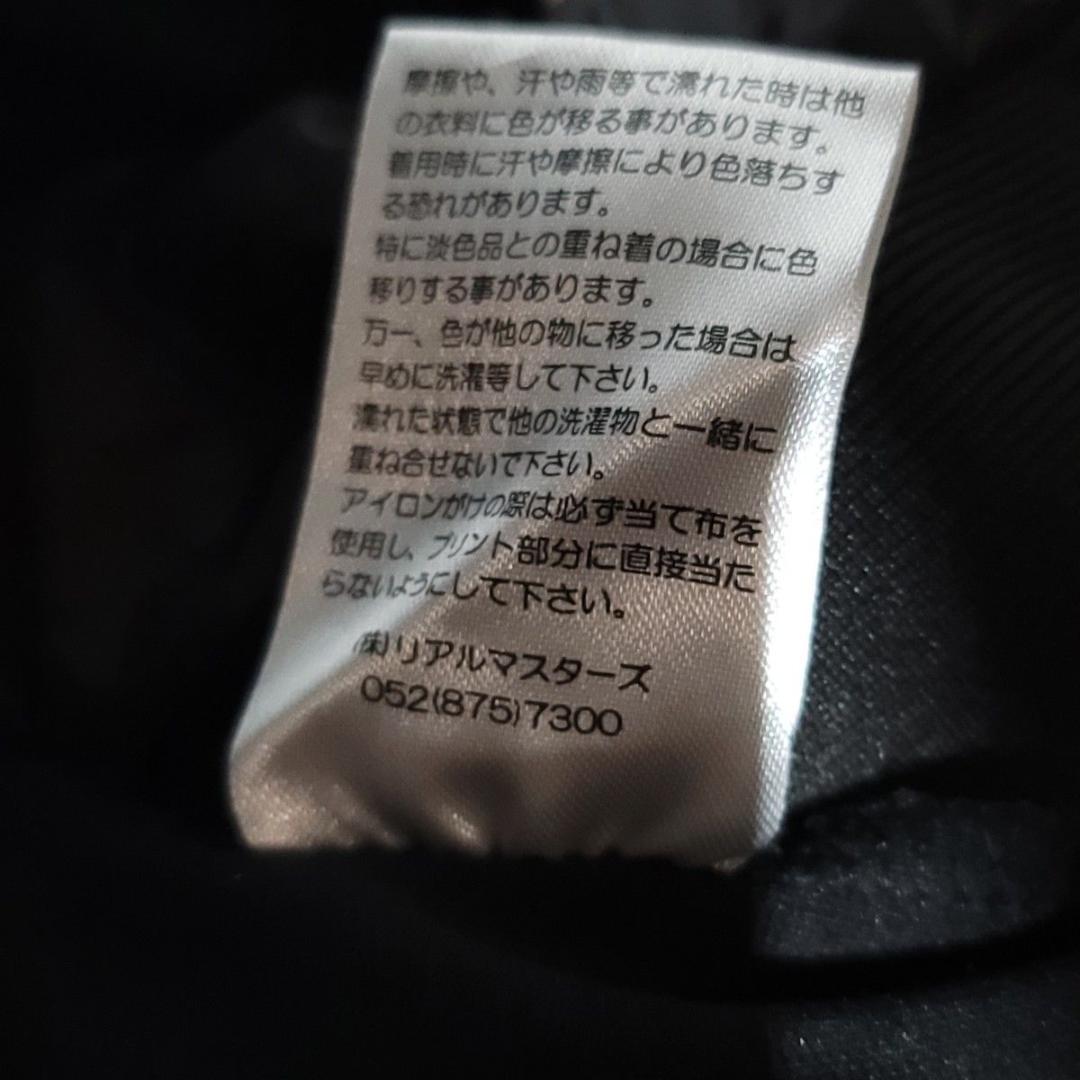 摩擦や、汗や雨等で濡れた時は他
の衣料に色が移る事があります。
着用時に汗や摩擦により色落ちす
る恐れがあります。
特に淡色品との重ね着の場合に色
移りする事があります。
万一、色が他の物に移った場合は
早めに洗濯等して下さい。
濡れた状態で他の洗濯物と一緒に
重ね合せないで下さい。
アイロンがけの際は必ず当て布を
使用し、プリント部分に直接当た
らないようにして下さい。
㈱リアルマスターズ
052(875)7300